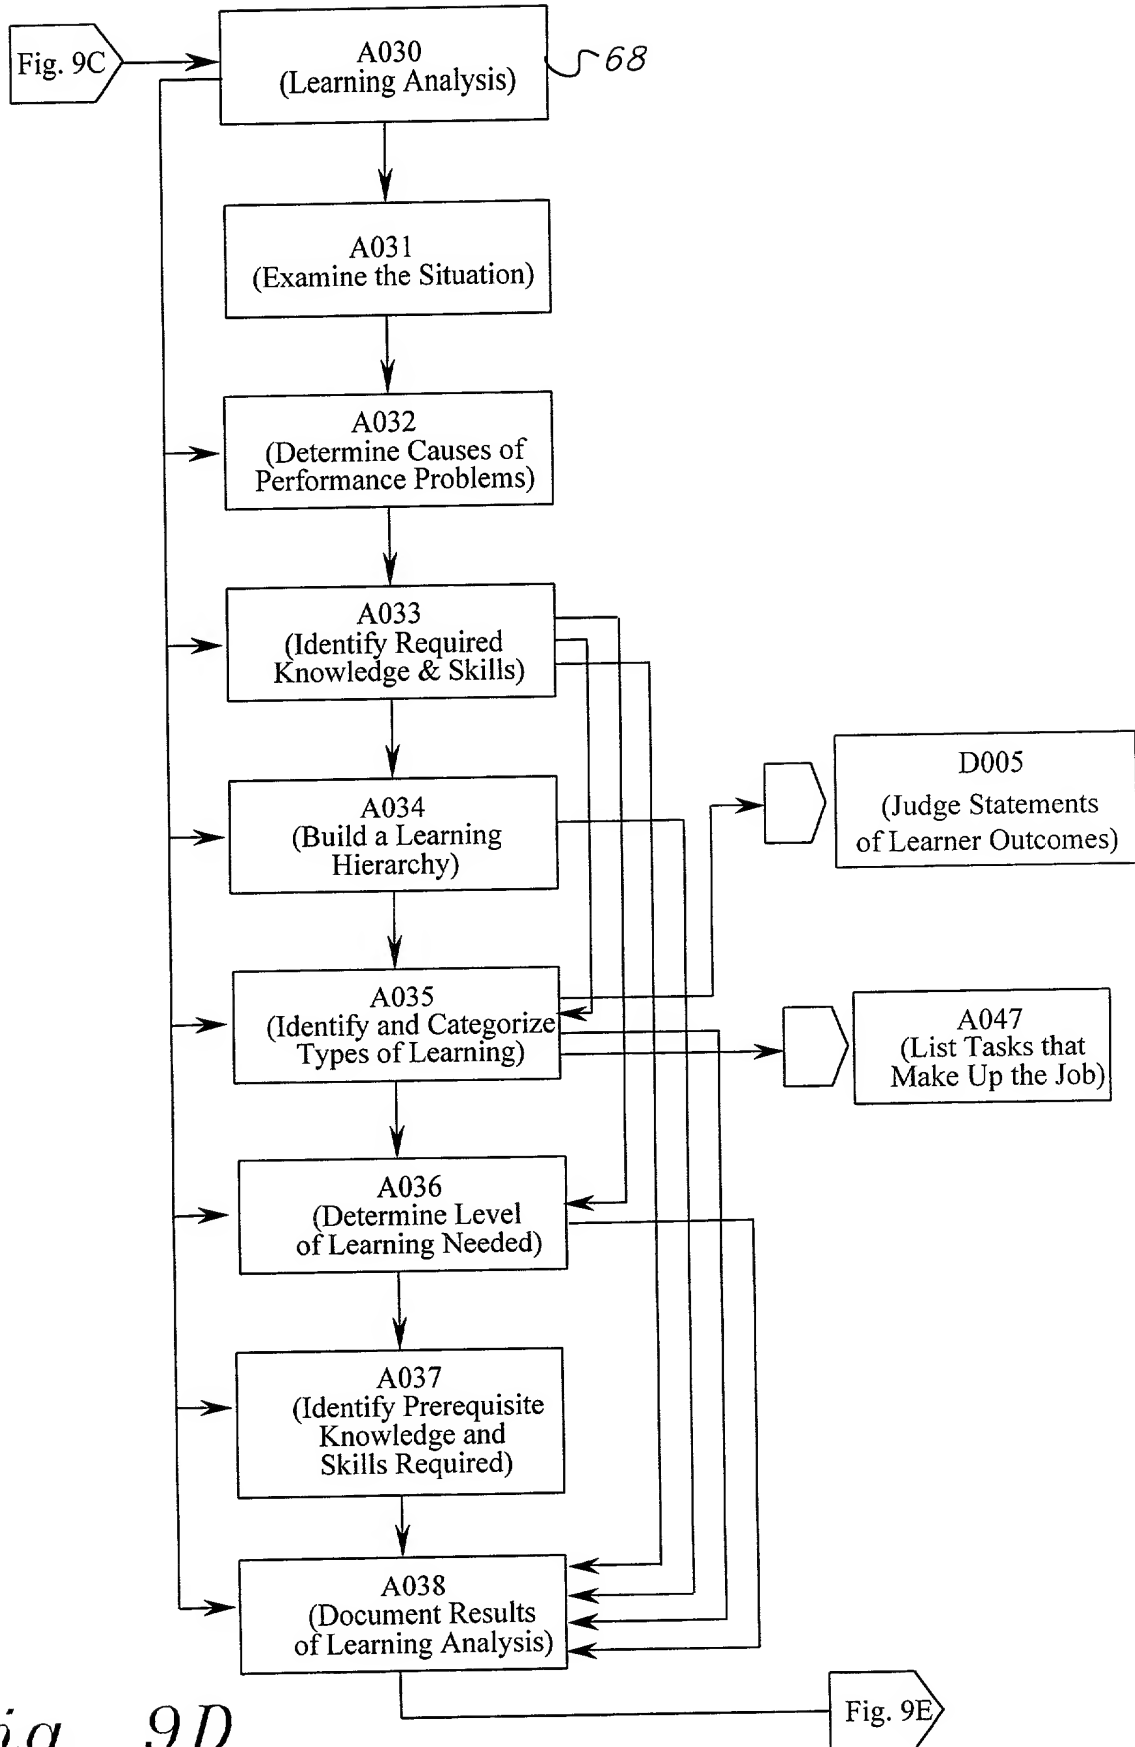 Fig. 9C
A030
(Learning Analysis)
68
A031
(Examine the Situation)
A032
(Determine Causes of
Performance Problems)
A033
(Identify Required
Knowledge & Skills)
A034
(Build a Learning
Hierarchy)
D005
(Judge Statements
of Learner Outcomes)
A035
(Identify and Categorize
Types of Learning)
A047
(List Tasks that
Make Up the Job)
A036
(Determine Level
of Learning Needed)
A037
(Identify Prerequisite
Knowledge and
Skills Required)
A038
(Document Results
of Learning Analysis)
Fig. 9E
9D